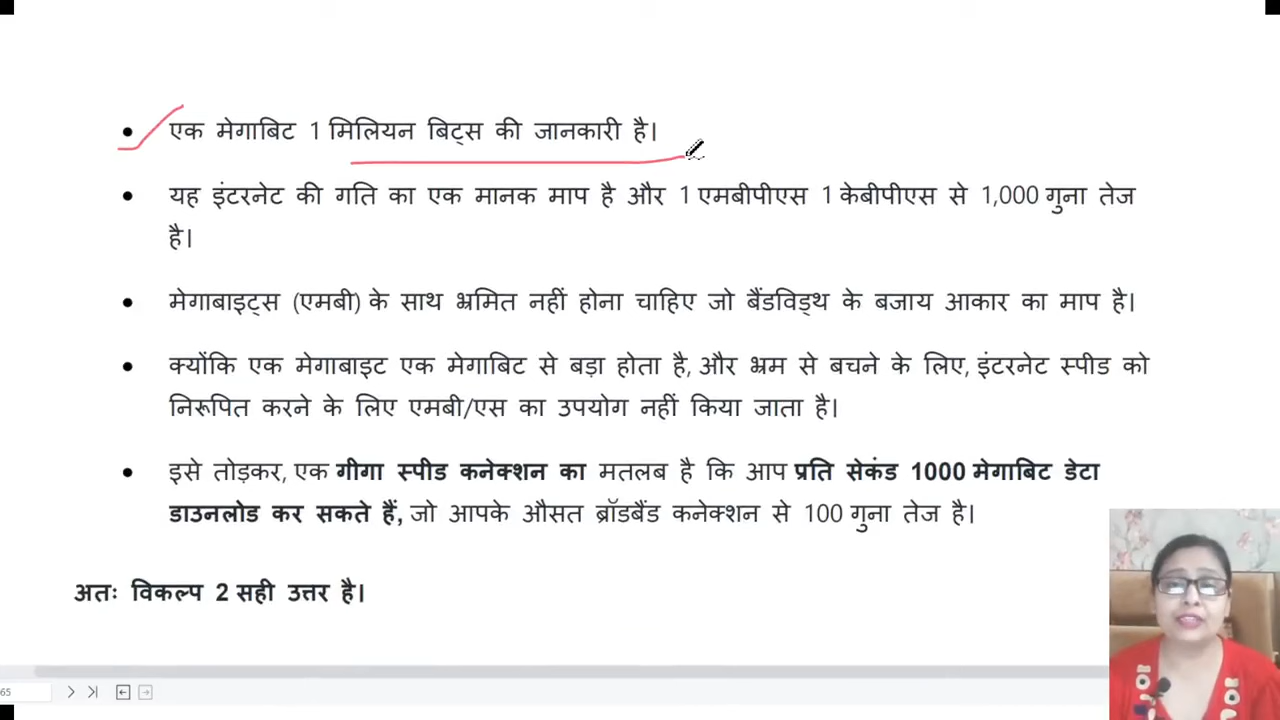 • एक मेगाबिट 1 मिलियन बिट्स की जानकारी है।
• यह इंटरनेट की गति का एक मानक माप है और 1 एमबीपीएस 1 केबीपीएस से 1,000 गुना तेज
है।
• मेगाबाइट्स (एमबी) के साथ भ्रमित नहीं होना चाहिए जो बैंडविड्थ के बजाय आकार का माप है।
• क्योंकि एक मेगाबाइट एक मेगाबिट से बड़ा होता है, और भ्रम से बचने के लिए, इंटरनेट स्पीड को
निरूपित करने के लिए एमबी/एस का उपयोग नहीं किया जाता है।
• इसे तोड़कर, एक गीगा स्पीड कनेक्शन का मतलब है कि आप प्रति सेकंड 1000 मेगाबिट डेटा
डाउनलोड कर सकते हैं, जो आपके औसत ब्रॉडबैंड कनेक्शन से 100 गुना तेज है।
अतः विकल्प 2 सही उत्तर है।
65